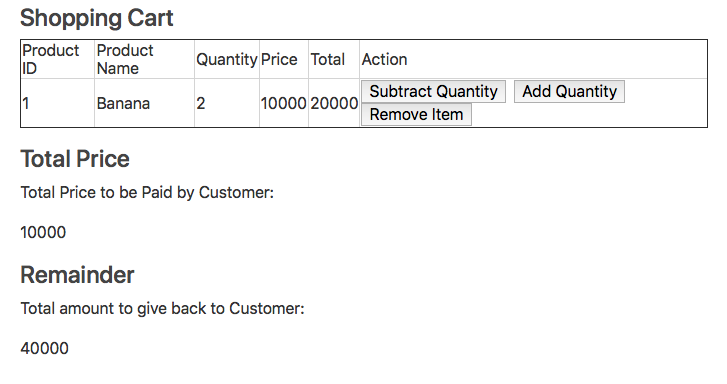 Shopping Cart
Product ID Product Name Quantity Price Total Action
1 Banana 2 10000 20000 Subtract Quantity Add Quantity
Remove Item
Total Price
Total Price to be Paid by Customer:
10000
Remainder
Total amount to give back to Customer:
40000